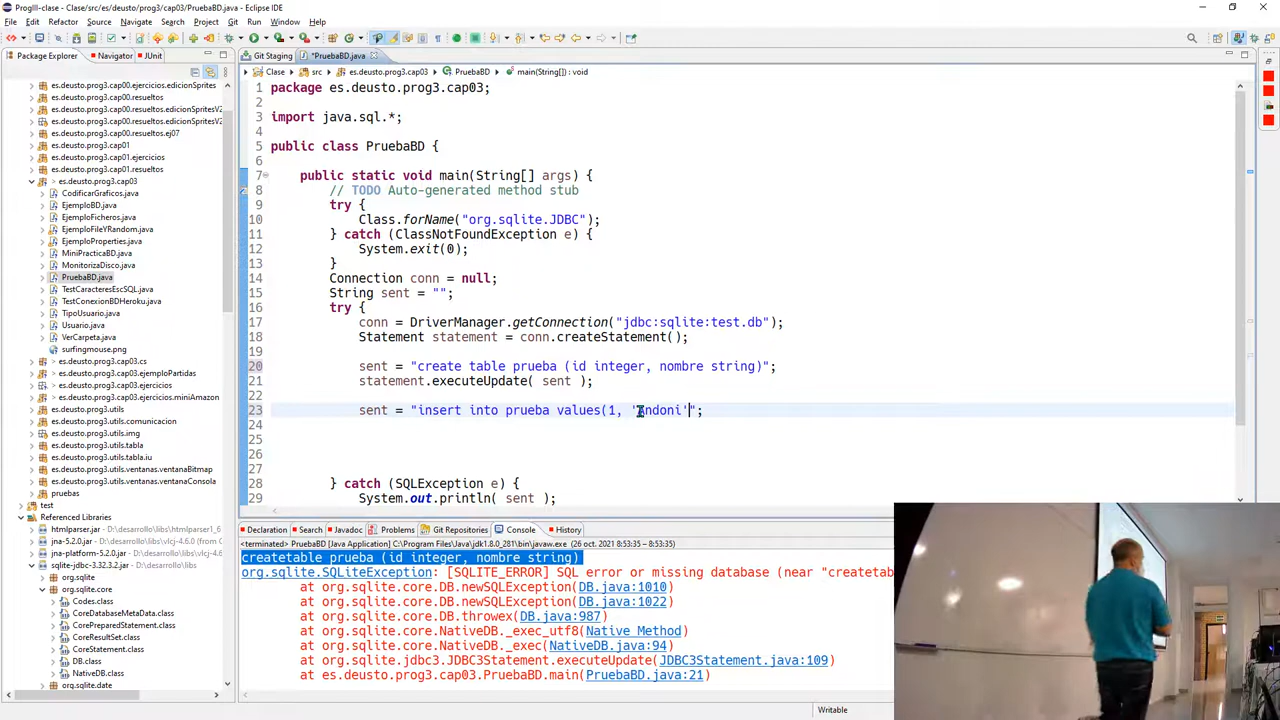 ProgIII-clase - Clase/src/es/deusto/prog3/cap03/PruebaBD.java - Eclipse IDE
File Edit Refactor Source Navigate Search Project Git Run Window Help
Package Explorer Navigator JUnit
Git Staging *PruebaBD.java
Clase src es.deusto.prog3.cap03 PruebaBD main(String[]) : void
es.deusto.prog3.cap00.ejercicios.edicionSprites
es.deusto.prog3.cap00.resueltos
es.deusto.prog3.cap00.resueltos.edicionSpritesV2
es.deusto.prog3.cap00.resueltos.edicionSpritesV2
es.deusto.prog3.cap00.resueltos.ej07
es.deusto.prog3.cap01
es.deusto.prog3.cap01.ejercicios
es.deusto.prog3.cap01.resueltos
> es.deusto.prog3.cap03
CodificarGraficos.java
EjemploBD.java
EjemploFicheros.java
EjemploFileYRandom.java
EjemploProperties.java
MiniPracticaBD.java
MonitorizaDisco.java
PruebaBD.java
TestCaracteresEscSQL.java
TestConexionBDHeroku.java
TipoUsuario.java
Usuario.java
VerCarpeta.java
surfingmouse.png
> es.deusto.prog3.cap03.cs
> es.deusto.prog3.cap03.ejemploPartidas
> es.deusto.prog3.cap03.ejercicios
es.deusto.prog3.utils
es.deusto.prog3.utils.comunicacion
es.deusto.prog3.utils.img
es.deusto.prog3.utils.tabla
es.deusto.prog3.utils.tabla.iu
es.deusto.prog3.utils.ventanas.ventanaBitmap
es.deusto.prog3.utils.ventanas.ventanaConsola
pruebas
test
Referenced Libraries
htmlparser1_6.jar - D:\desarrollo\libs\htmlparser1_6
jna-5.2.0.jar - D:\desarrollo\libs\vlcj-4.6.0 (com
jna-platform-5.2.0.jar - D:\desarrollo\libs\vlcj-4
sqlite-jdbc-3.32.32.2.jar - D:\desarrollo\libs
org.sqlite
org.sqlite.core
Codes.class
CoreDatabaseMetaData.class
CorePreparedStatement.class
CoreResultSet.class
CoreStatement.class
DB.class
NativeDB.class
org.sqlite.date
1 package es.deusto.prog3.cap03;
2
3 import java.sql.*;
4
5 public class PruebaBD {
6
7 public static void main(String[] args) {
8 // TODO Auto-generated method stub
9 try {
10 Class.forName("org.sqlite.JDBC");
11 } catch (ClassNotFoundException e) {
12 System.exit(0);
13 }
14 Connection conn = null;
15 String sent = "";
16 try {
17 conn = DriverManager.getConnection("jdbc:sqlite:test.db");
18 Statement statement = conn.createStatement();
19
20 sent = "create table prueba (id integer, nombre string)";
21 statement.executeUpdate( sent );
22
23 sent = "insert into prueba values(1, 'Andoni'";
24
25
26
27
28 } catch (SQLException e) {
29 System.out.println( sent );
Declaration Search Javadoc Problems Git Repositories Console History
<terminated> PruebaBD [Java Application] C:\Program Files\Java\jdk1.8.0_281\bin\javaw.exe (26 oct. 2021 8:53:35 – 8:53:35)
createtable prueba (id integer, nombre string)
org.sqlite.SQLiteException: [SQLITE_ERROR] SQL error or missing database (near "createtab
at org.sqlite.core.DB.newSQLException(DB.java:1010)
at org.sqlite.core.DB.newSQLException(DB.java:1022)
at org.sqlite.core.DB.throwex(DB.java:987)
at org.sqlite.core.NativeDB._exec_utf8(Native Method)
at org.sqlite.core.NativeDB._exec(NativeDB.java:94)
at org.sqlite.jdbc3.JDBC3Statement.executeUpdate(JDBC3Statement.java:109)
at es.deusto.prog3.cap03.PruebaBD.main(PruebaBD.java:21)
Writable